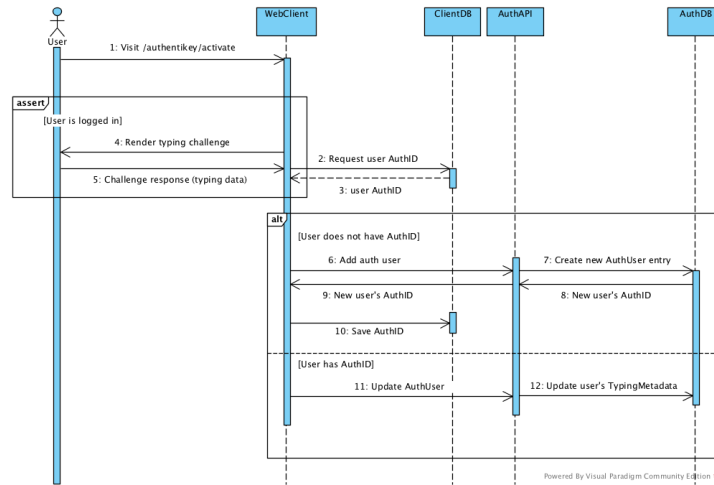 WebClient
ClientDB
AuthAPI
AuthDB
User
1: Visit /authentikey/activate
assert
[User is logged in]
4: Render typing challenge
2: Request user AuthID
5: Challenge response (typing data)
3: user AuthID
alt
[User does not have AuthID]
6: Add auth user
7: Create new AuthUser entry
9: New user's AuthID
8: New user's AuthID
10: Save AuthID
[User has AuthID]
11: Update AuthUser
12: Update user's TypingMetadata
Powered By Visual Paradigm Community Edition